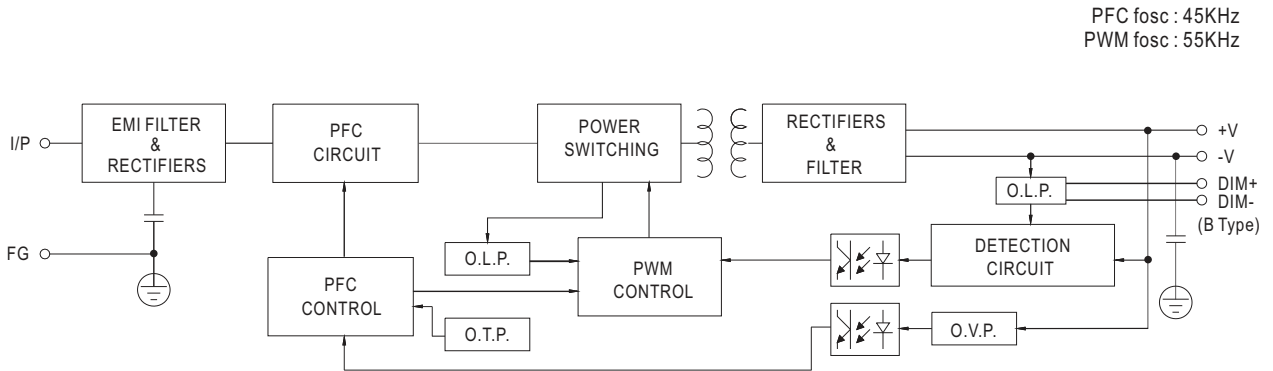 PFC fosc : 45KHz
PWM fosc : 55KHz
I/P
EMI FILTER
&
RECTIFIERS
PFC
CIRCUIT
POWER
SWITCHING
RECTIFIERS
&
FILTER
+V
-V
O.L.P.
DIM+
DIM-
(B Type)
FG
O.L.P.
PFC
CONTROL
PWM
CONTROL
DETECTION
CIRCUIT
O.T.P.
O.V.P.